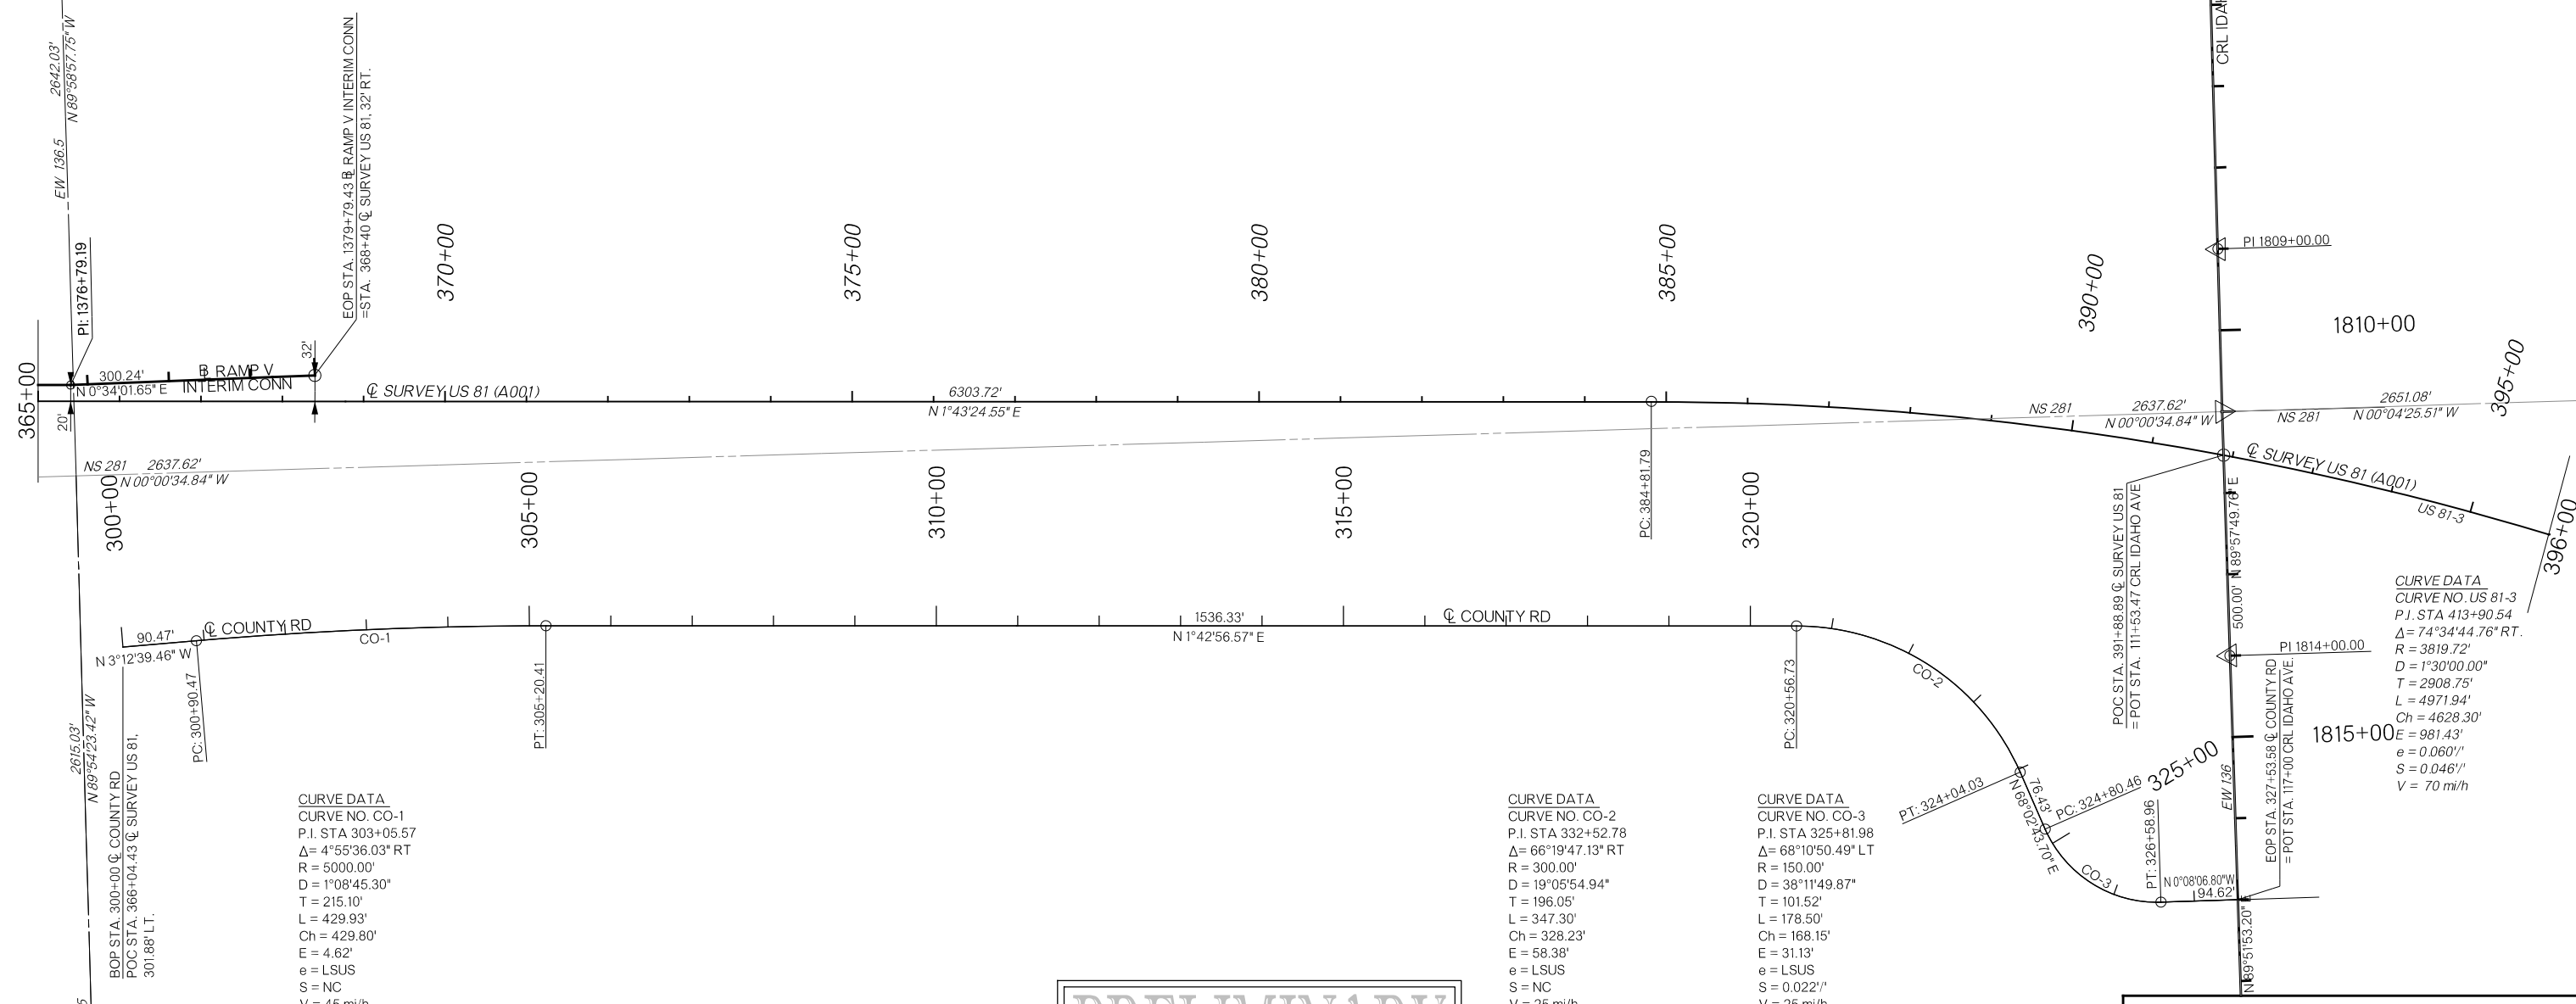 2642.03'
N 89°58'57.75" W
EW 136.5
PI: 1376+79.19
EOP STA. 1379+79.43 ⅊ RAMP V INTERIM CONN
=STA. 368+40 ℄ SURVEY US 81, 32' RT.
32'
20'
300.24'
N 0°34'01.65" E
RAMP V
INTERIM CONN
365+00
370+00
375+00
380+00
385+00
390+00
395+00
396+00
℄ SURVEY US 81 (A001)
6303.72'
N 1°43'24.55" E
PC: 384+81.79
NS 281
2637.62'
N 00°00'34.84" W
NS 281
2637.62'
N 00°00'34.84" W
NS 281
2651.08'
N 00°04'25.51" W
℄ SURVEY US 81 (A001)
US 81-3
CRL IDA
PI 1809+00.00
1810+00
PI 1814+00.00
1815+00
500.00' N 89°57'49.76" E
EW 136
N 89°51'53.20" E
POC STA. 391+88.89 ℄ SURVEY US 81
= POT STA. 111+53.47 CRL IDAHO AVE
EOP STA. 327+53.58 ℄ COUNTY RD
= POT STA. 117+00 CRL IDAHO AVE.
300+00
305+00
310+00
315+00
320+00
325+00
90.47'
N 3°12'39.46" W
℄ COUNTY RD
CO-1
PC: 300+90.47
PT: 305+20.41
1536.33'
N 1°42'56.57" E
℄ COUNTY RD
PC: 320+56.73
CO-2
PT: 324+04.03
76.43'
N 68°02'43.70" E
PC: 324+80.46
CO-3
PT: 326+58.96
N 0°08'06.80"W
94.62'
2615.03'
N 89°54'23.42" W
BOP STA. 300+00 ℄ COUNTY RD
POC STA. 366+04.43 ℄ SURVEY US 81,
301.88' LT.
CURVE DATA
CURVE NO. CO-1
P.I. STA 303+05.57
Δ= 4°55'36.03" RT
R = 5000.00'
D = 1°08'45.30"
T = 215.10'
L = 429.93'
Ch = 429.80'
E = 4.62'
e = LSUS
S = NC
V = 45 mi/h
CURVE DATA
CURVE NO. CO-2
P.I. STA 332+52.78
Δ= 66°19'47.13" RT
R = 300.00'
D = 19°05'54.94"
T = 196.05'
L = 347.30'
Ch = 328.23'
E = 58.38'
e = LSUS
S = NC
V = 25 mi/h
CURVE DATA
CURVE NO. CO-3
P.I. STA 325+81.98
Δ= 68°10'50.49" LT
R = 150.00'
D = 38°11'49.87"
T = 101.52'
L = 178.50'
Ch = 168.15'
E = 31.13'
e = LSUS
S = 0.022'/'
V = 25 mi/h
CURVE DATA
CURVE NO. US 81-3
P.I. STA 413+90.54
Δ= 74°34'44.76" RT.
R = 3819.72'
D = 1°30'00.00"
T = 2908.75'
L = 4971.94'
Ch = 4628.30'
E = 981.43'
e = 0.060'/'
S = 0.046'/'
V = 70 mi/h
PRELIMINARY